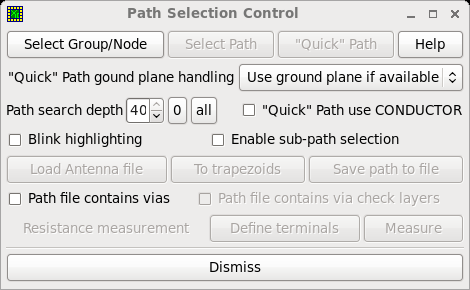 Path Selection Control
Select Group/Node Select Path "Quick" Path Help
"Quick" Path gound plane handling Use ground plane if available
Path search depth 40 0 all "Quick" Path use CONDUCTOR
Blink highlighting Enable sub-path selection
Load Antenna file To trapezoids Save path to file
Path file contains vias Path file contains via check layers
Resistance measurement Define terminals Measure
Dismiss